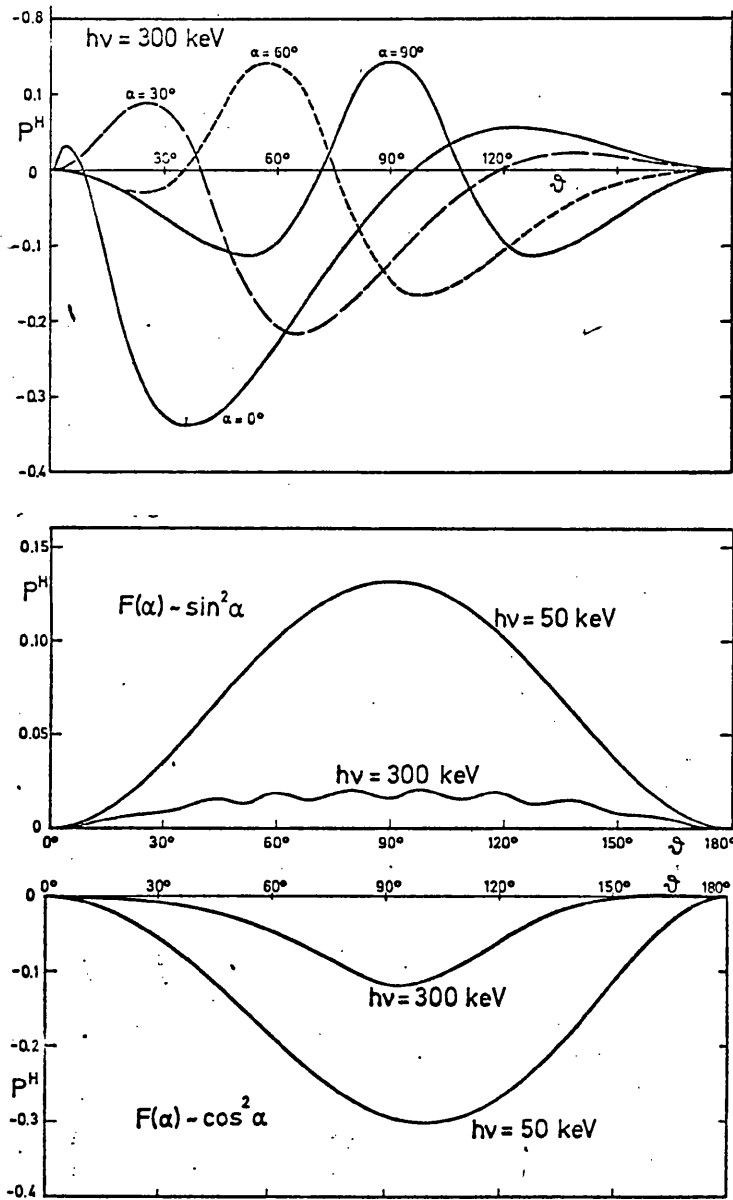 -0.8
hν = 300 keV
α = 60°
α = 90°
α = 30°
0.1
P^H
0
30°
60°
90°
120°
ϑ
-0.1
-0.2
-0.3
α = 0°
-0.4
0.15
P^H
F(α) ~ sin²α
hν = 50 keV
0.10
0.05
hν = 300 keV
0
0°
30°
60°
90°
120°
150°
ϑ
180°
0°
30°
60°
90°
120°
150°
ϑ
180°
0
-0.1
hν = 300 keV
-0.2
P^H
-0.3
F(α) ~ cos²α
hν = 50 keV
-0.4